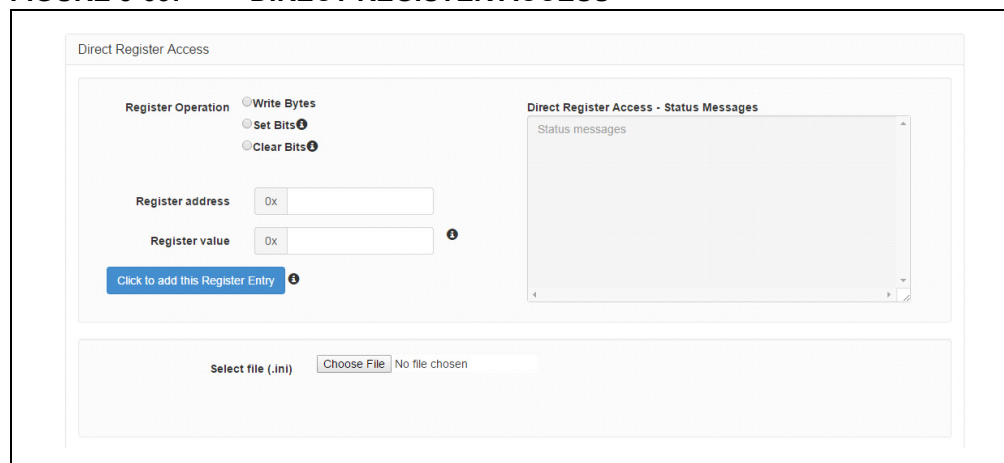 Direct Register Access
Register Operation
Write Bytes
Set Bits
Clear Bits
Register address 0x
Register value 0x
Click to add this Register Entry
Direct Register Access - Status Messages
Status messages
Select file (.ini) Choose File No file chosen